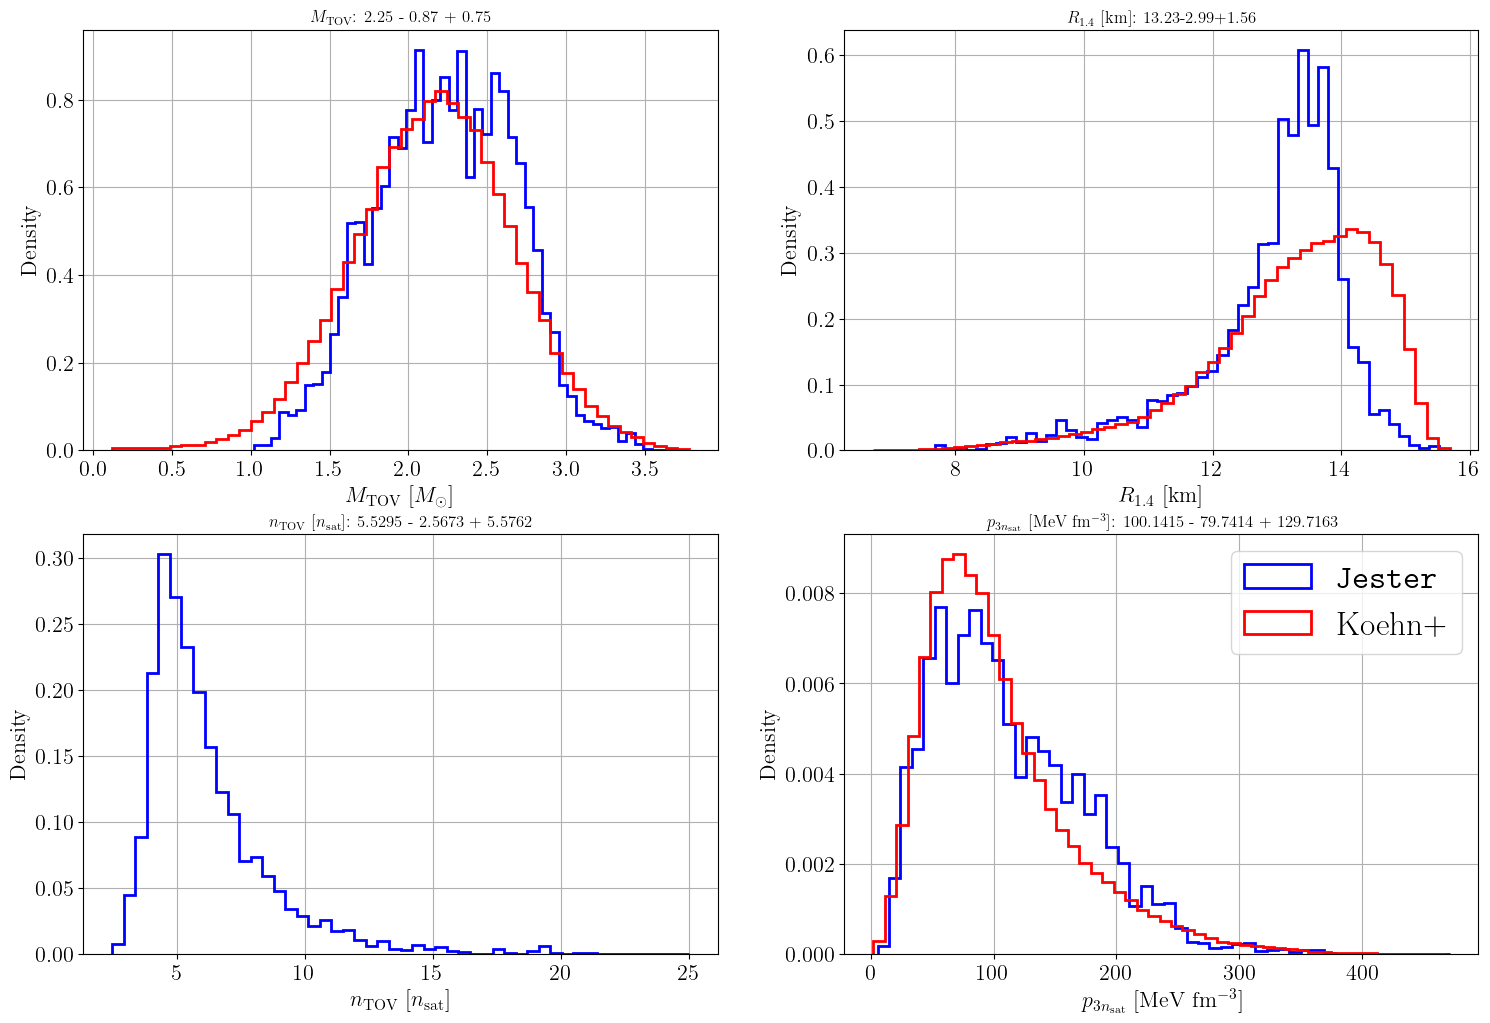 M_TOV: 2.25 - 0.87 + 0.75
Density
0.8
0.6
0.4
0.2
0.0
0.0 0.5 1.0 1.5 2.0 2.5 3.0 3.5
M_TOV [M_⊙]
R_1.4 [km]: 13.23-2.99+1.56
Density
0.6
0.5
0.4
0.3
0.2
0.1
0.0
8 10 12 14 16
R_1.4 [km]
n_TOV [n_sat]: 5.5295 - 2.5673 + 5.5762
Density
0.30
0.25
0.20
0.15
0.10
0.05
0.00
5 10 15 20 25
n_TOV [n_sat]
p_3n_sat [MeV fm^−3]: 100.1415 - 79.7414 + 129.7163
Density
0.008
0.006
0.004
0.002
0.000
0 100 200 300 400
p_3n_sat [MeV fm^−3]
Jester
Koehn+